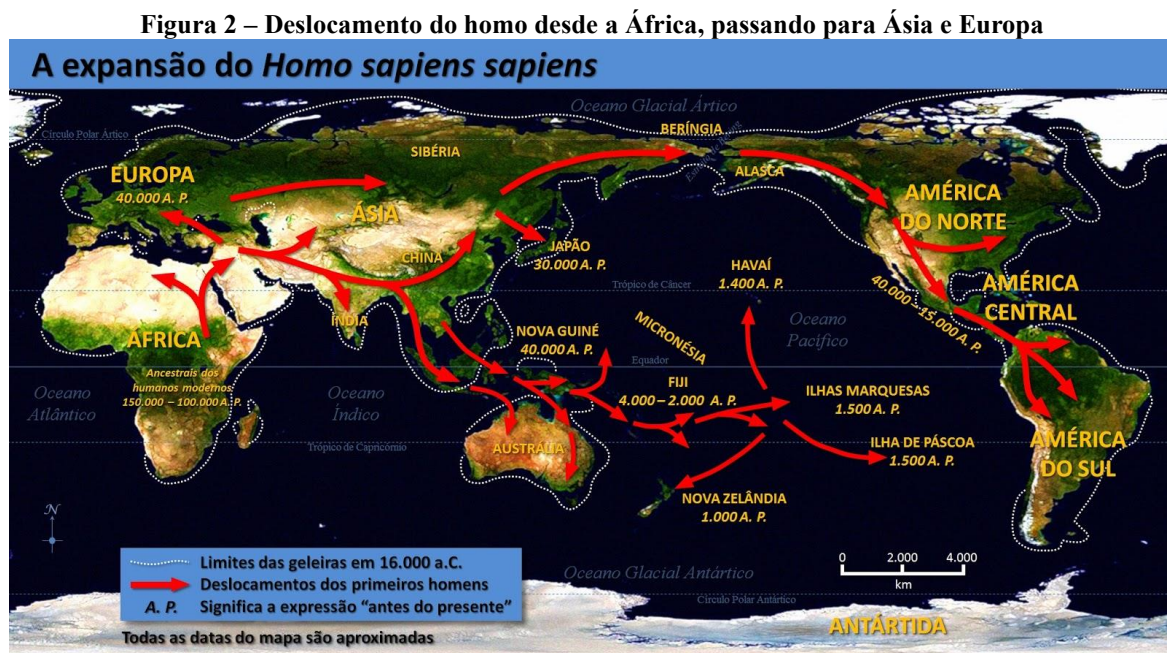 Figura 2 – Deslocamento do homo desde a África, passando para Ásia e Europa
A expansão do Homo sapiens sapiens
Oceano Glacial Ártico
Círculo Polar Ártico
BERÍNGIA
SIBÉRIA
ALASCA
EUROPA
40.000 A. P.
AMÉRICA
DO NORTE
ÁSIA
CHINA
JAPÃO
30.000 A. P.
HAVAÍ
1.400 A. P.
Trópico de Câncer
40.000-15.000 A. P.
AMÉRICA
CENTRAL
ÍNDIA
ÁFRICA
NOVA GUINÉ
40.000 A. P.
MICRONÉSIA
Oceano
Pacífico
Equador
Ancestrais dos
humanos modernos
150.000 – 100.000 A. P.
Oceano
Atlântico
Oceano
Índico
FIJI
4.000 – 2.000 A. P.
ILHAS MARQUESAS
1.500 A. P.
Trópico de Capricórnio
AUSTRÁLIA
ILHA DE PÁSCOA
1.500 A. P.
AMÉRICA
DO SUL
NOVA ZELÂNDIA
1.000 A. P.
N
Limites das geleiras em 16.000 a.C.
Deslocamentos dos primeiros homens
A. P. Significa a expressão “antes do presente”
Todas as datas do mapa são aproximadas
0 2.000 4.000
km
Oceano Glacial Antártico
Círculo Polar Antártico
ANTÁRTIDA